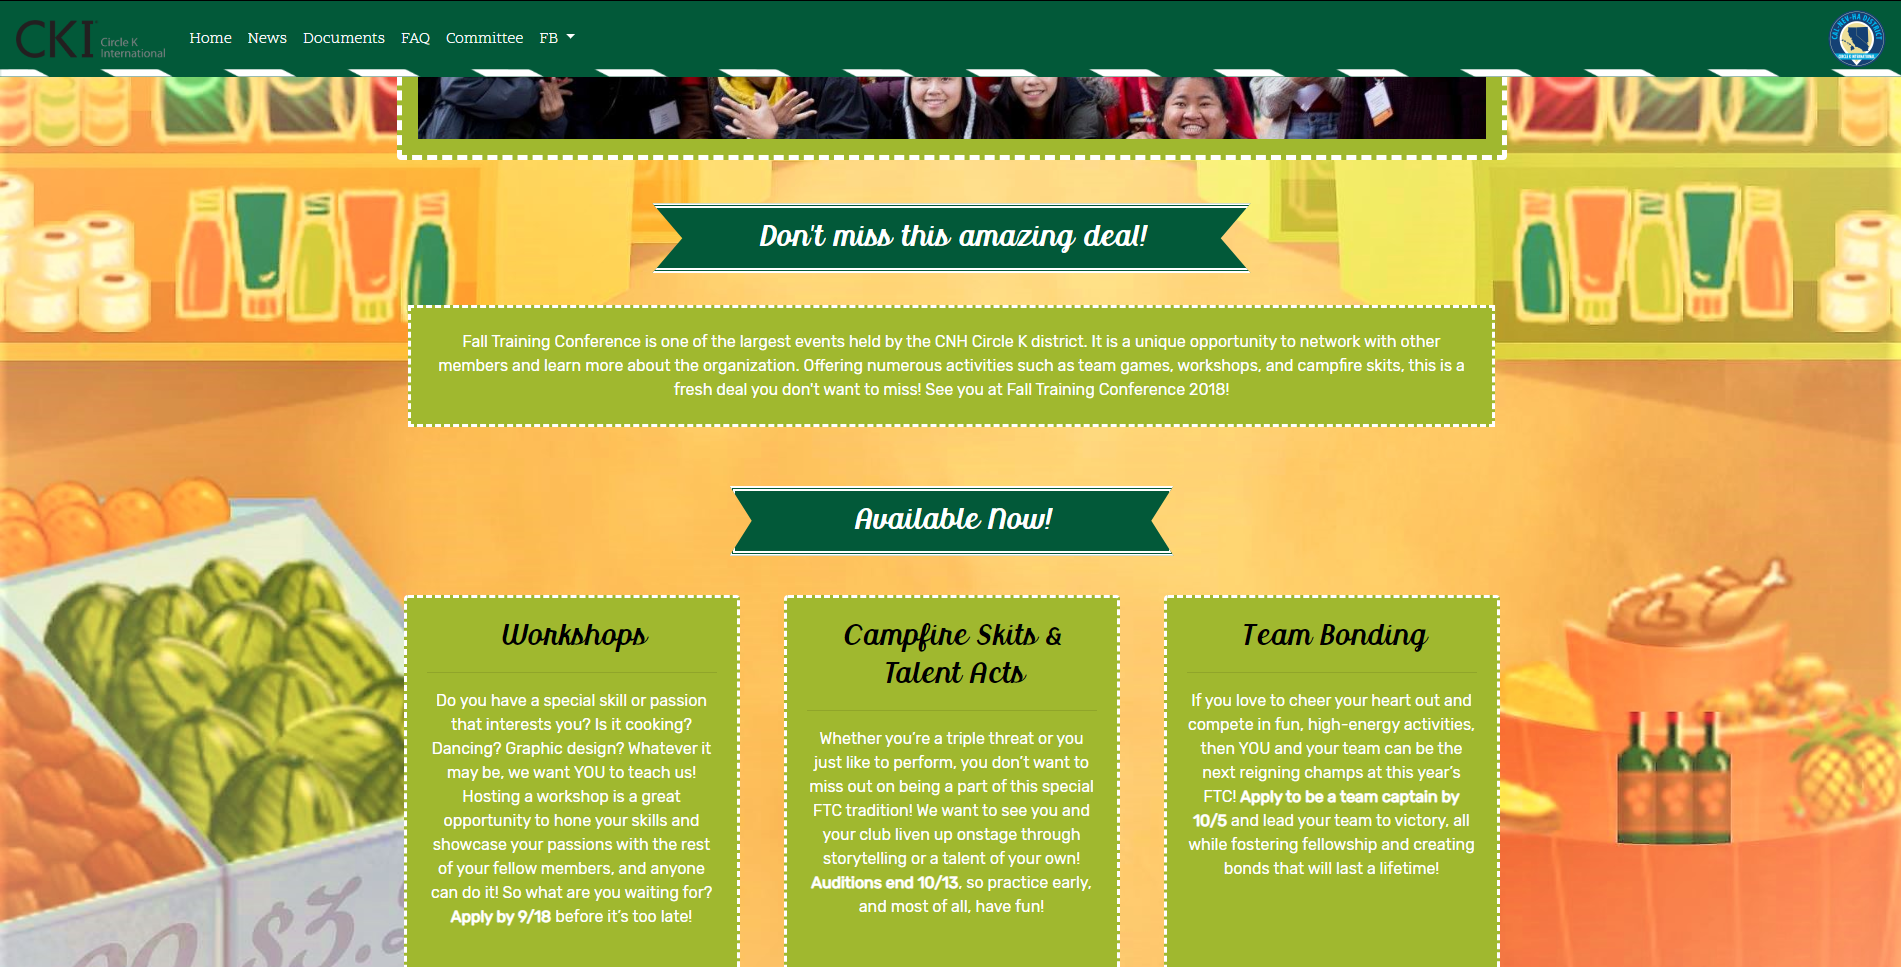 CKI Circle K
International
Home News Documents FAQ Committee FB
CAL-NEV-HA DISTRICT
CIRCLE K INTERNATIONAL
Don't miss this amazing deal!
Fall Training Conference is one of the largest events held by the CNH Circle K district. It is a unique opportunity to network with other
members and learn more about the organization. Offering numerous activities such as team games, workshops, and campfire skits, this is a
fresh deal you don't want to miss! See you at Fall Training Conference 2018!
Available Now!
Workshops
Do you have a special skill or passion
that interests you? Is it cooking?
Dancing? Graphic design? Whatever it
may be, we want YOU to teach us!
Hosting a workshop is a great
opportunity to hone your skills and
showcase your passions with the rest
of your fellow members, and anyone
can do it! So what are you waiting for?
Apply by 9/18 before it's too late!
Campfire Skits &
Talent Acts
Whether you're a triple threat or you
just like to perform, you don't want to
miss out on being a part of this special
FTC tradition! We want to see you and
your club liven up onstage through
storytelling or a talent of your own!
Auditions end 10/13, so practice early,
and most of all, have fun!
Team Bonding
If you love to cheer your heart out and
compete in fun, high-energy activities,
then YOU and your team can be the
next reigning champs at this year's
FTC! Apply to be a team captain by
10/5 and lead your team to victory, all
while fostering fellowship and creating
bonds that will last a lifetime!